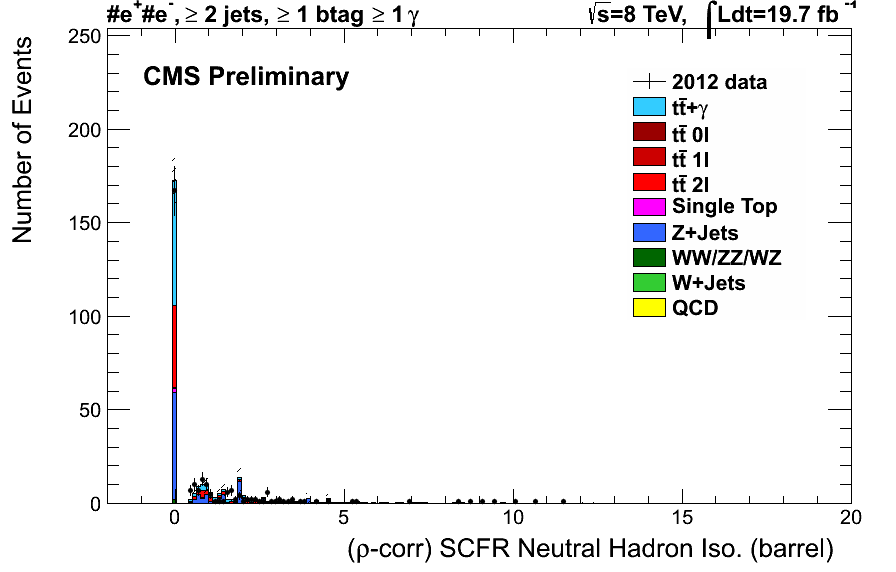 #e⁺#e⁻, ≥ 2 jets, ≥ 1 btag ≥ 1 γ
√s=8 TeV, ∫Ldt=19.7 fb⁻¹
CMS Preliminary
2012 data
tt̄+γ
tt̄ 0l
tt̄ 1l
tt̄ 2l
Single Top
Z+Jets
WW/ZZ/WZ
W+Jets
QCD
Number of Events
250
200
150
100
50
0
0 5 10 15 20
(ρ-corr) SCFR Neutral Hadron Iso. (barrel)